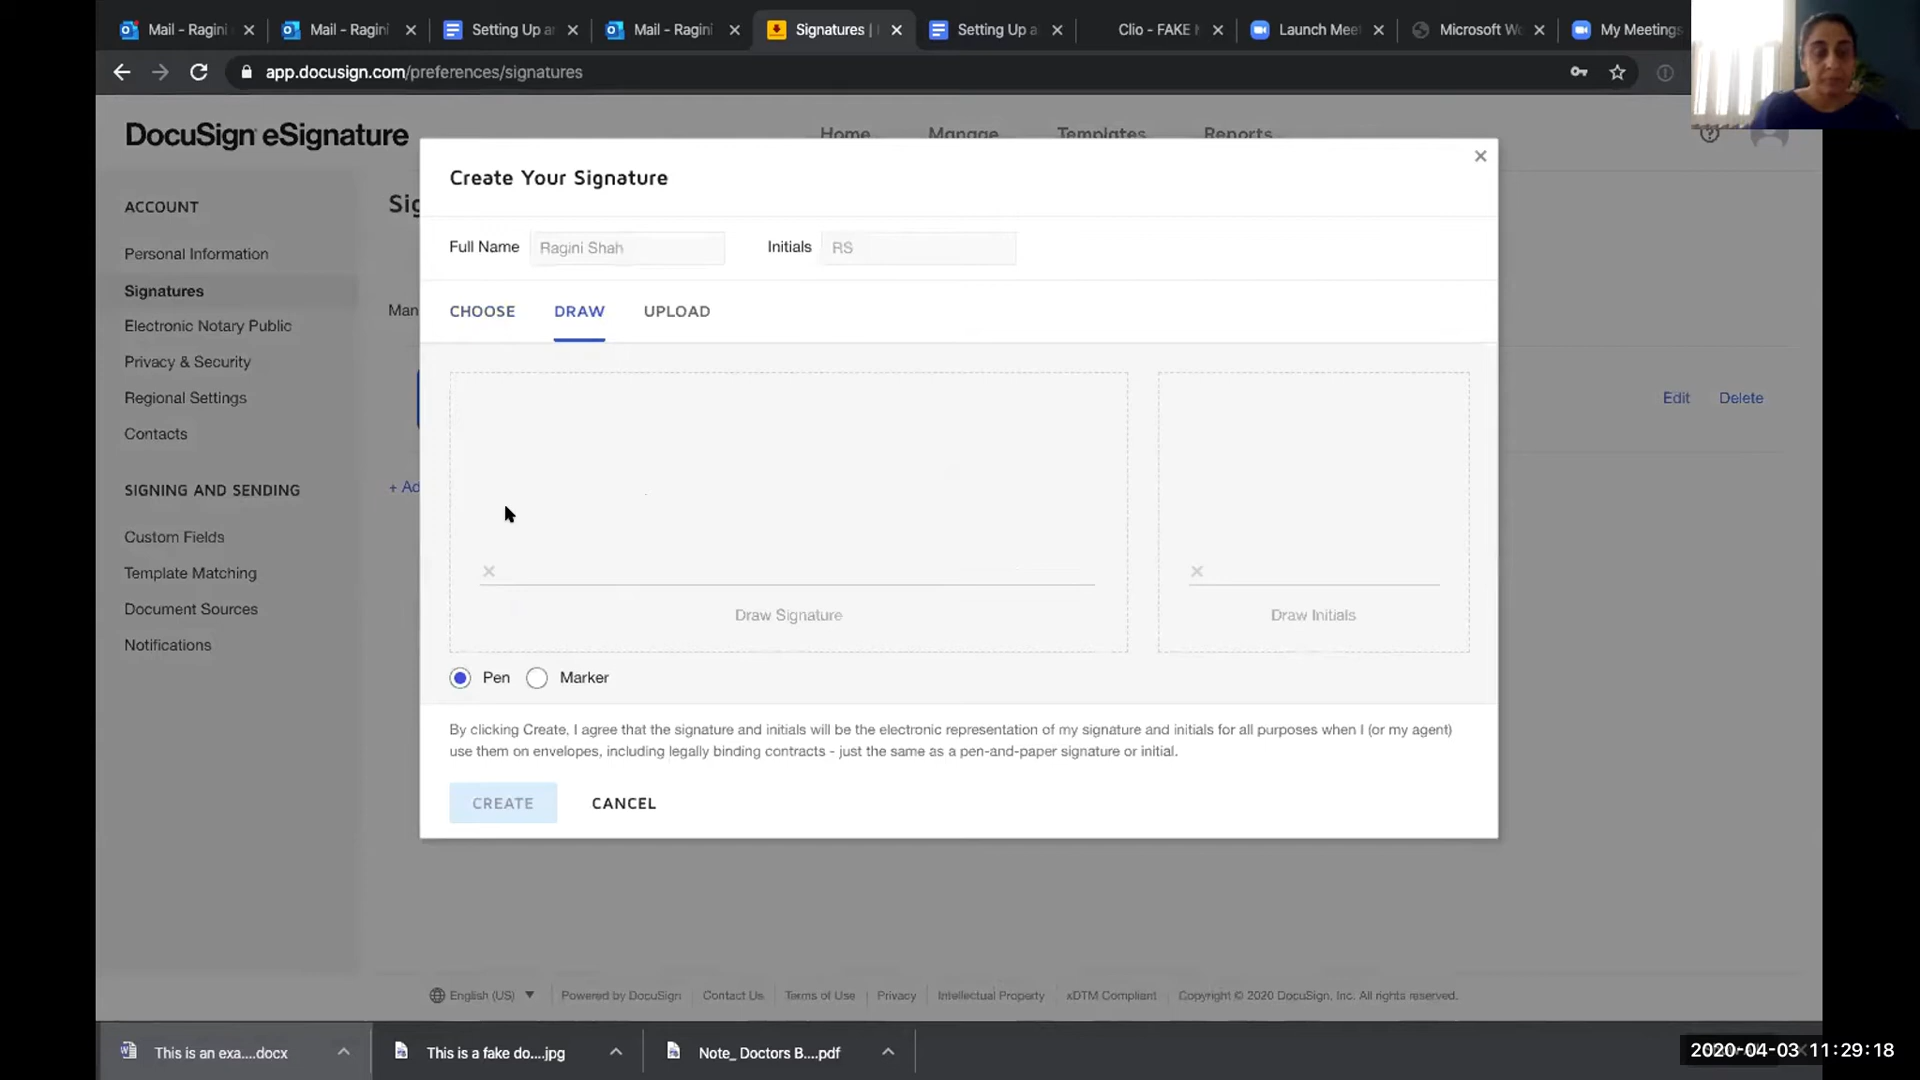 Mail - Ragini
Mail - Ragini
Setting Up an
Mail - Ragini
Signatures |
Setting Up a
Clio - FAKE
Launch Meet
Microsoft Wo
My Meetings
app.docusign.com/preferences/signatures
DocuSign eSignature
Home
Manage
Templates
Reports
Create Your Signature
ACCOUNT
Sig
Full Name
Ragini Shah
Initials
RS
Personal Information
Signatures
Man
CHOOSE
DRAW
UPLOAD
Electronic Notary Public
Privacy & Security
Regional Settings
Edit
Delete
Contacts
SIGNING AND SENDING
+ Ad
Custom Fields
Template Matching
Document Sources
Draw Signature
Draw Initials
Notifications
Pen
Marker
By clicking Create, I agree that the signature and initials will be the electronic representation of my signature and initials for all purposes when I (or my agent)
use them on envelopes, including legally binding contracts - just the same as a pen-and-paper signature or initial.
CREATE
CANCEL
English (US)
Powered by DocuSign
Contact Us
Terms of Use
Privacy
Intellectual Property
xDTM Compliant
Copyright © 2020 DocuSign, Inc. All rights reserved.
This is an exa....docx
This is a fake do....jpg
Note_ Doctors B....pdf
2020-04-03 11:29:18